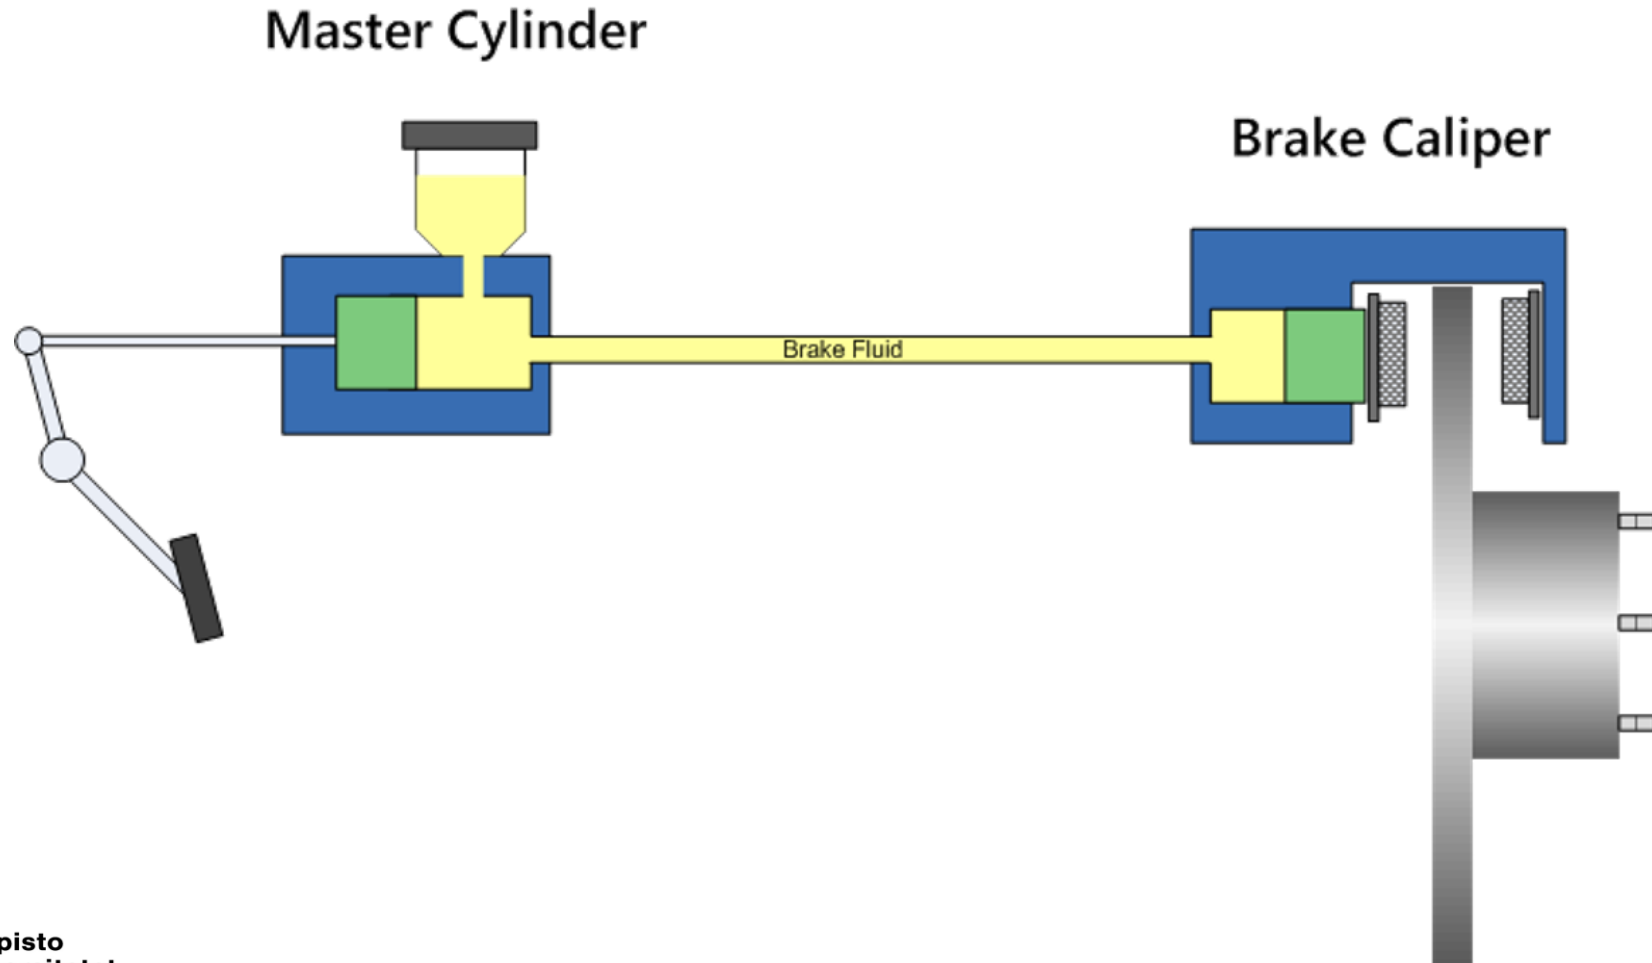 Master Cylinder
Brake Caliper
Brake Fluid
pisto